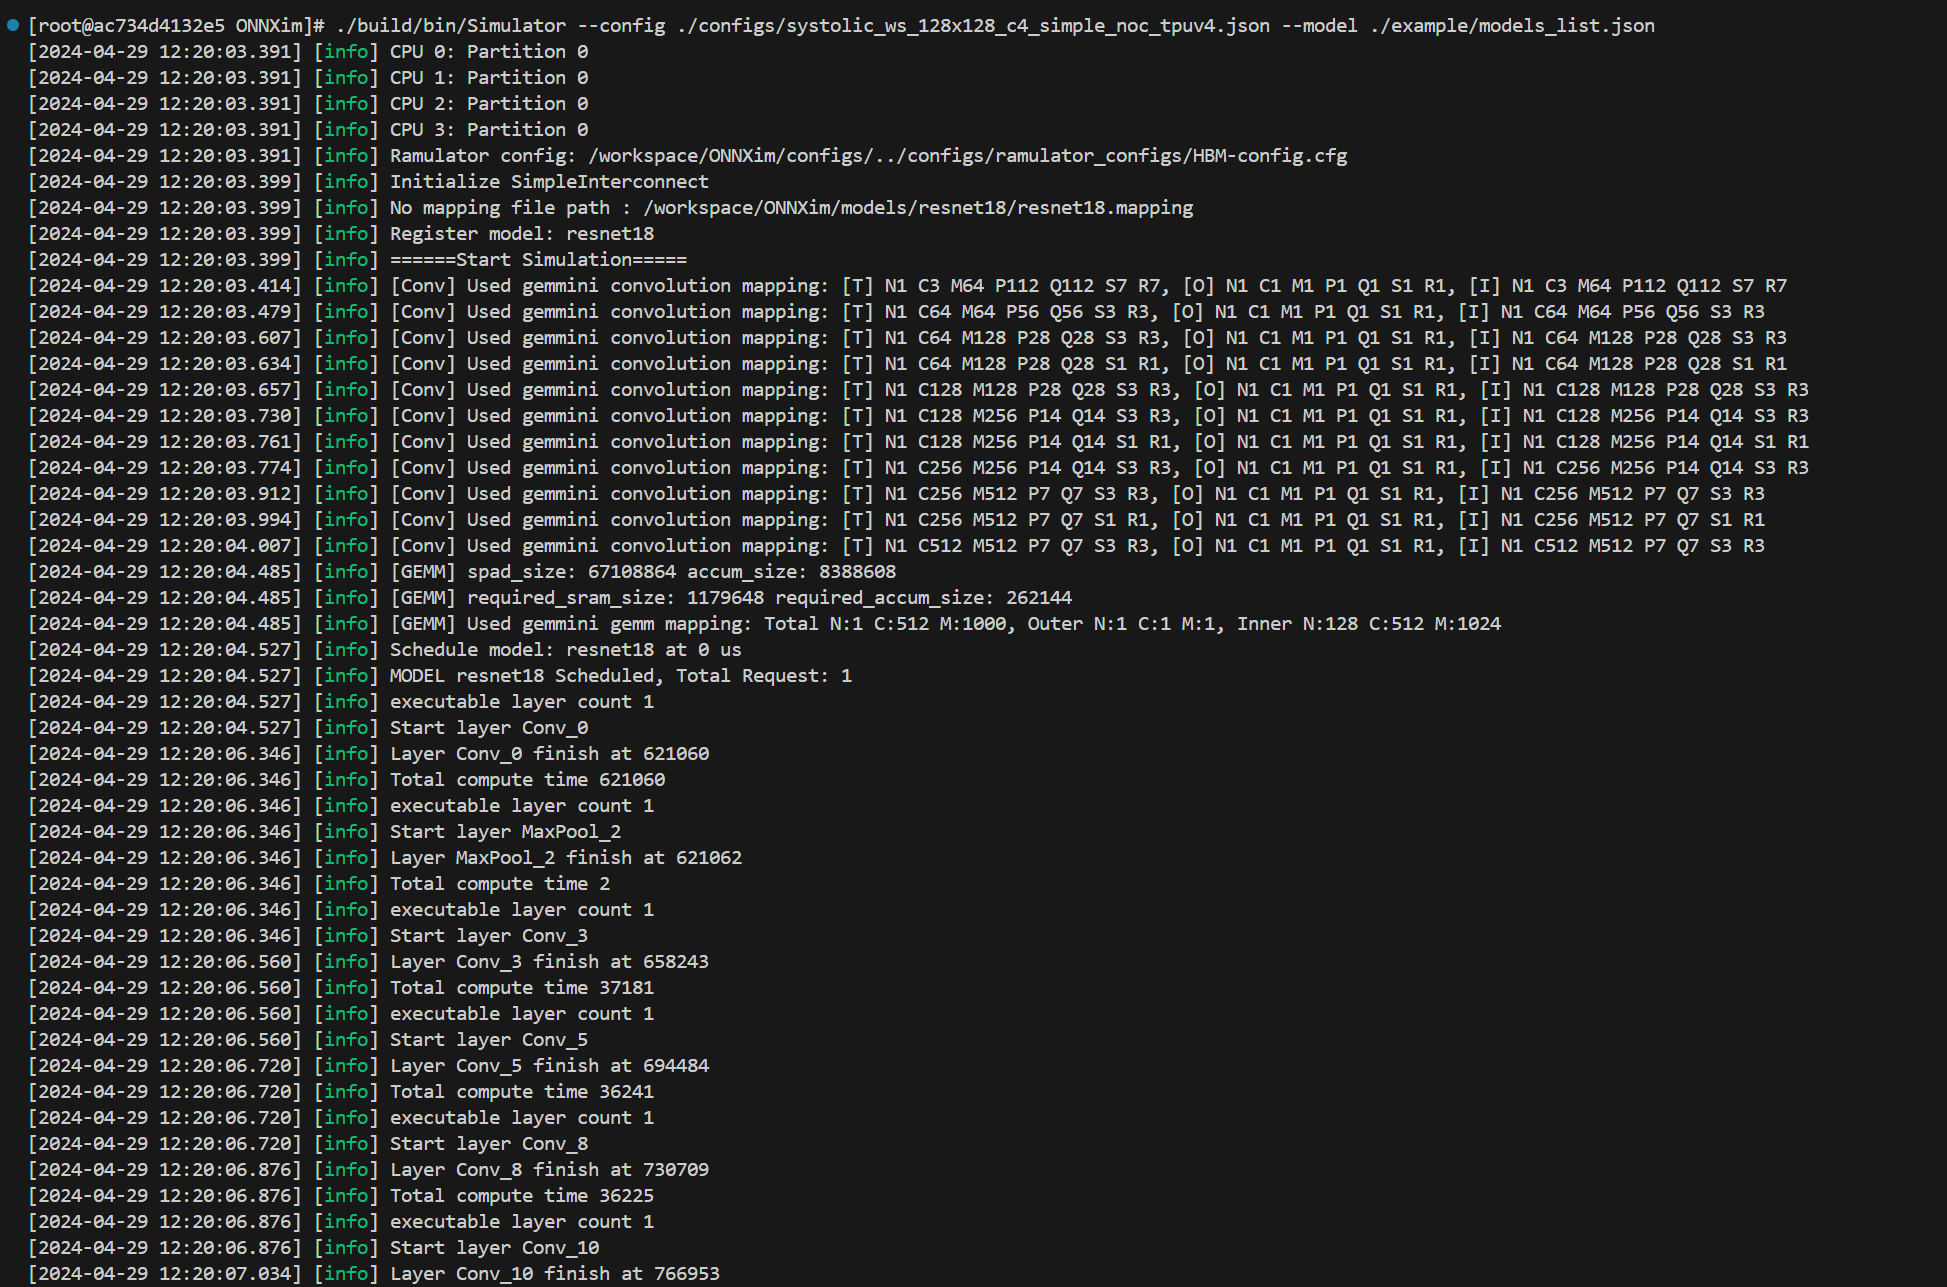 [root@ac734d4132e5 ONNXim]# ./build/bin/Simulator --config ./configs/systolic_ws_128x128_c4_simple_noc_tpuv4.json --model ./example/models_list.json
[2024-04-29 12:20:03.391] [info] CPU 0: Partition 0
[2024-04-29 12:20:03.391] [info] CPU 1: Partition 0
[2024-04-29 12:20:03.391] [info] CPU 2: Partition 0
[2024-04-29 12:20:03.391] [info] CPU 3: Partition 0
[2024-04-29 12:20:03.391] [info] Ramulator config: /workspace/ONNXim/configs/../configs/ramulator_configs/HBM-config.cfg
[2024-04-29 12:20:03.399] [info] Initialize SimpleInterconnect
[2024-04-29 12:20:03.399] [info] No mapping file path : /workspace/ONNXim/models/resnet18/resnet18.mapping
[2024-04-29 12:20:03.399] [info] Register model: resnet18
[2024-04-29 12:20:03.399] [info] ======Start Simulation=====
[2024-04-29 12:20:03.414] [info] [Conv] Used gemmini convolution mapping: [T] N1 C3 M64 P112 Q112 S7 R7, [O] N1 C1 M1 P1 Q1 S1 R1, [I] N1 C3 M64 P112 Q112 S7 R7
[2024-04-29 12:20:03.479] [info] [Conv] Used gemmini convolution mapping: [T] N1 C64 M64 P56 Q56 S3 R3, [O] N1 C1 M1 P1 Q1 S1 R1, [I] N1 C64 M64 P56 Q56 S3 R3
[2024-04-29 12:20:03.607] [info] [Conv] Used gemmini convolution mapping: [T] N1 C64 M128 P28 Q28 S3 R3, [O] N1 C1 M1 P1 Q1 S1 R1, [I] N1 C64 M128 P28 Q28 S3 R3
[2024-04-29 12:20:03.634] [info] [Conv] Used gemmini convolution mapping: [T] N1 C64 M128 P28 Q28 S1 R1, [O] N1 C1 M1 P1 Q1 S1 R1, [I] N1 C64 M128 P28 Q28 S1 R1
[2024-04-29 12:20:03.657] [info] [Conv] Used gemmini convolution mapping: [T] N1 C128 M128 P28 Q28 S3 R3, [O] N1 C1 M1 P1 Q1 S1 R1, [I] N1 C128 M128 P28 Q28 S3 R3
[2024-04-29 12:20:03.730] [info] [Conv] Used gemmini convolution mapping: [T] N1 C128 M256 P14 Q14 S3 R3, [O] N1 C1 M1 P1 Q1 S1 R1, [I] N1 C128 M256 P14 Q14 S3 R3
[2024-04-29 12:20:03.761] [info] [Conv] Used gemmini convolution mapping: [T] N1 C128 M256 P14 Q14 S1 R1, [O] N1 C1 M1 P1 Q1 S1 R1, [I] N1 C128 M256 P14 Q14 S1 R1
[2024-04-29 12:20:03.774] [info] [Conv] Used gemmini convolution mapping: [T] N1 C256 M256 P14 Q14 S3 R3, [O] N1 C1 M1 P1 Q1 S1 R1, [I] N1 C256 M256 P14 Q14 S3 R3
[2024-04-29 12:20:03.912] [info] [Conv] Used gemmini convolution mapping: [T] N1 C256 M512 P7 Q7 S3 R3, [O] N1 C1 M1 P1 Q1 S1 R1, [I] N1 C256 M512 P7 Q7 S3 R3
[2024-04-29 12:20:03.994] [info] [Conv] Used gemmini convolution mapping: [T] N1 C256 M512 P7 Q7 S1 R1, [O] N1 C1 M1 P1 Q1 S1 R1, [I] N1 C256 M512 P7 Q7 S1 R1
[2024-04-29 12:20:04.007] [info] [Conv] Used gemmini convolution mapping: [T] N1 C512 M512 P7 Q7 S3 R3, [O] N1 C1 M1 P1 Q1 S1 R1, [I] N1 C512 M512 P7 Q7 S3 R3
[2024-04-29 12:20:04.485] [info] [GEMM] spad_size: 67108864 accum_size: 8388608
[2024-04-29 12:20:04.485] [info] [GEMM] required_sram_size: 1179648 required_accum_size: 262144
[2024-04-29 12:20:04.485] [info] [GEMM] Used gemmini gemm mapping: Total N:1 C:512 M:1000, Outer N:1 C:1 M:1, Inner N:128 C:512 M:1024
[2024-04-29 12:20:04.527] [info] Schedule model: resnet18 at 0 us
[2024-04-29 12:20:04.527] [info] MODEL resnet18 Scheduled, Total Request: 1
[2024-04-29 12:20:04.527] [info] executable layer count 1
[2024-04-29 12:20:04.527] [info] Start layer Conv_0
[2024-04-29 12:20:06.346] [info] Layer Conv_0 finish at 621060
[2024-04-29 12:20:06.346] [info] Total compute time 621060
[2024-04-29 12:20:06.346] [info] executable layer count 1
[2024-04-29 12:20:06.346] [info] Start layer MaxPool_2
[2024-04-29 12:20:06.346] [info] Layer MaxPool_2 finish at 621062
[2024-04-29 12:20:06.346] [info] Total compute time 2
[2024-04-29 12:20:06.346] [info] executable layer count 1
[2024-04-29 12:20:06.346] [info] Start layer Conv_3
[2024-04-29 12:20:06.560] [info] Layer Conv_3 finish at 658243
[2024-04-29 12:20:06.560] [info] Total compute time 37181
[2024-04-29 12:20:06.560] [info] executable layer count 1
[2024-04-29 12:20:06.560] [info] Start layer Conv_5
[2024-04-29 12:20:06.720] [info] Layer Conv_5 finish at 694484
[2024-04-29 12:20:06.720] [info] Total compute time 36241
[2024-04-29 12:20:06.720] [info] executable layer count 1
[2024-04-29 12:20:06.720] [info] Start layer Conv_8
[2024-04-29 12:20:06.876] [info] Layer Conv_8 finish at 730709
[2024-04-29 12:20:06.876] [info] Total compute time 36225
[2024-04-29 12:20:06.876] [info] executable layer count 1
[2024-04-29 12:20:06.876] [info] Start layer Conv_10
[2024-04-29 12:20:07.034] [info] Layer Conv_10 finish at 766953